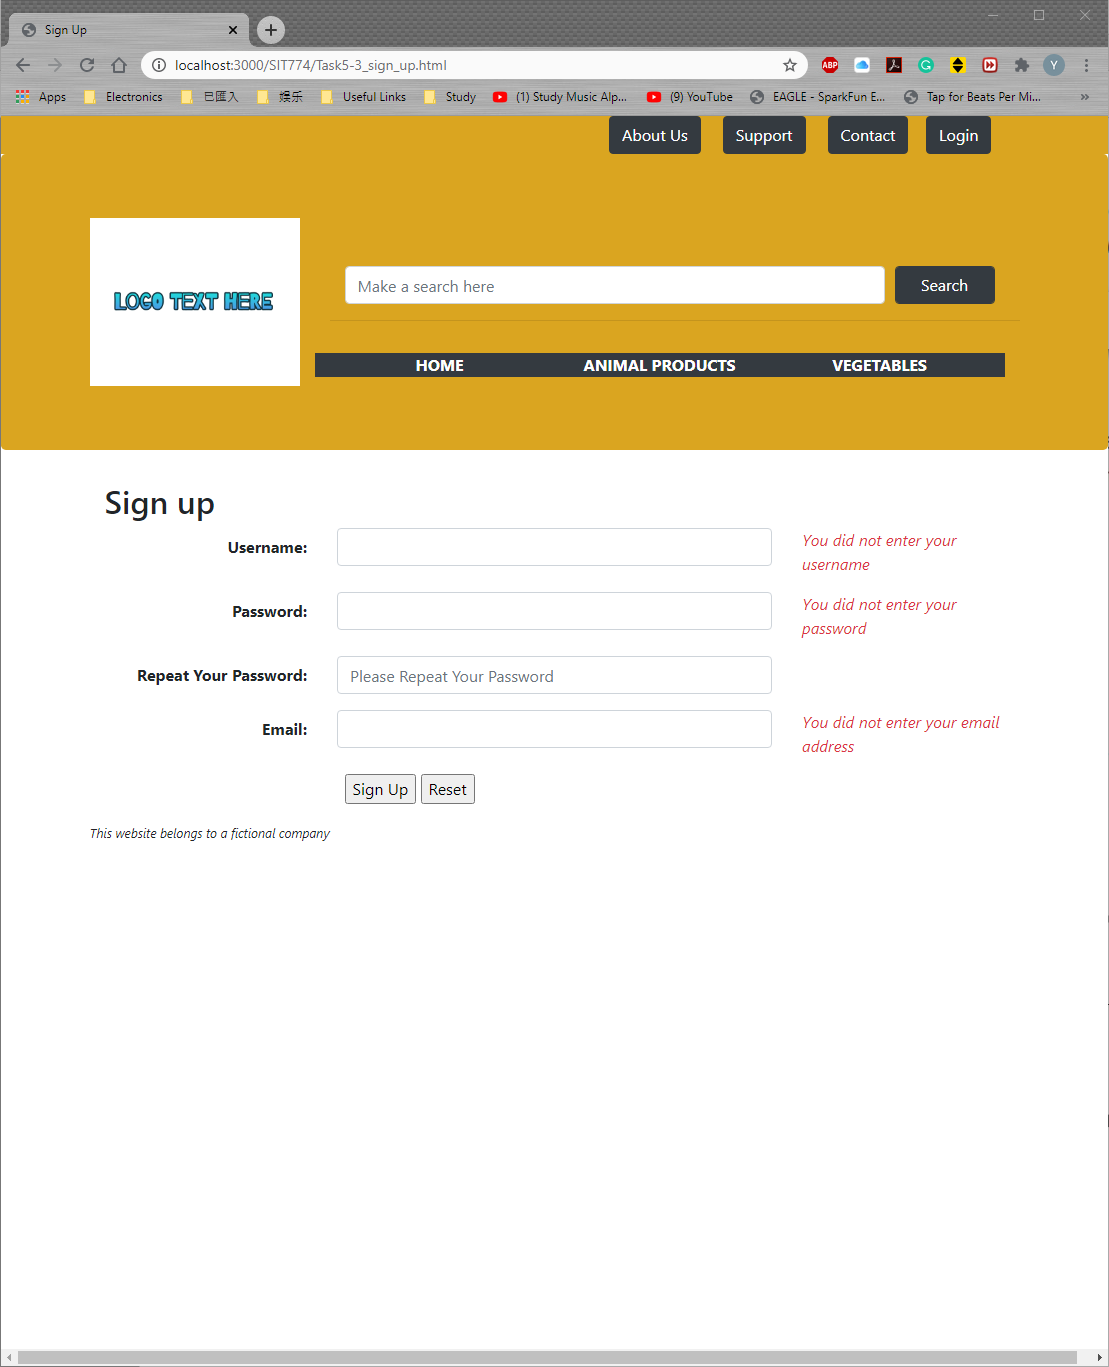 Sign Up
localhost:3000/SIT774/Task5-3_sign_up.html
ABP
Y
Apps Electronics 已匯入 娱乐 Useful Links Study (1) Study Music Alp... (9) YouTube EAGLE - SparkFun E... Tap for Beats Per Mi... »
About Us Support Contact Login
LOGO TEXT HERE
Make a search here Search
HOME ANIMAL PRODUCTS VEGETABLES
Sign up
Username: You did not enter your
username
Password: You did not enter your
password
Repeat Your Password: Please Repeat Your Password
Email: You did not enter your email
address
Sign Up Reset
This website belongs to a fictional company